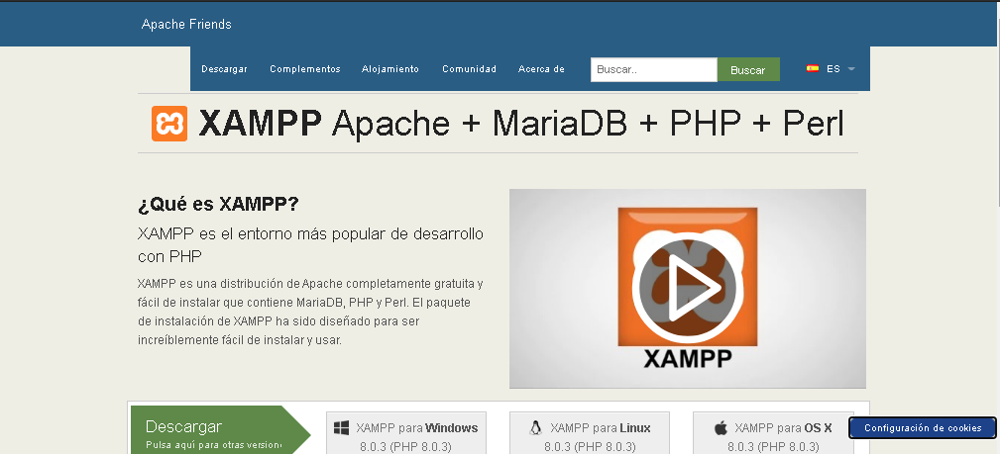 Apache Friends
Descargar Complementos Alojamiento Comunidad Acerca de Buscar.. Buscar ES
XAMPP Apache + MariaDB + PHP + Perl
¿Qué es XAMPP?
XAMPP es el entorno más popular de desarrollo
con PHP
XAMPP es una distribución de Apache completamente gratuita y
fácil de instalar que contiene MariaDB, PHP y Perl. El paquete
de instalación de XAMPP ha sido diseñado para ser
increíblemente fácil de instalar y usar.
XAMPP
Descargar
Pulsa aquí para otras version
XAMPP para Windows
8.0.3 (PHP 8.0.3)
XAMPP para Linux
8.0.3 (PHP 8.0.3)
XAMPP para OS X
8.0.3 (PHP 8.0.3)
Configuración de cookies